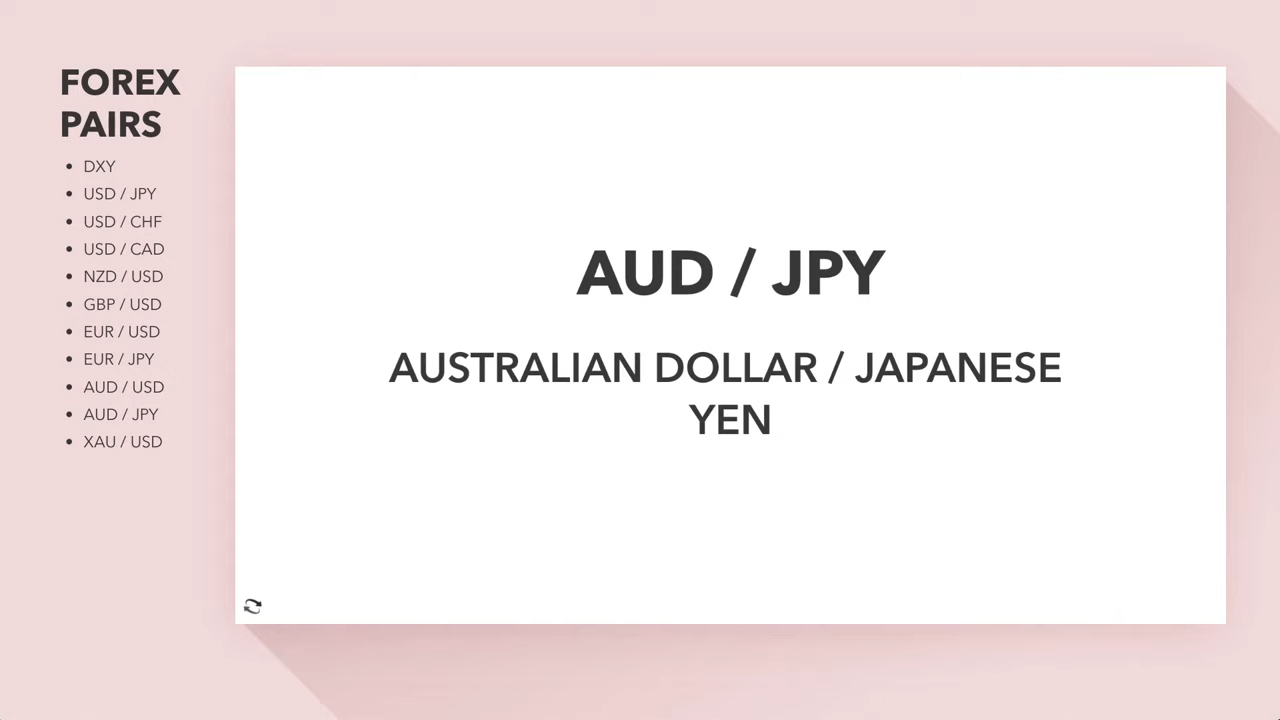 FOREX
PAIRS
• DXY
• USD / JPY
• USD / CHF
• USD / CAD
• NZD / USD
• GBP / USD
• EUR / USD
• EUR / JPY
• AUD / USD
• AUD / JPY
• XAU / USD
AUD / JPY
AUSTRALIAN DOLLAR / JAPANESE
YEN